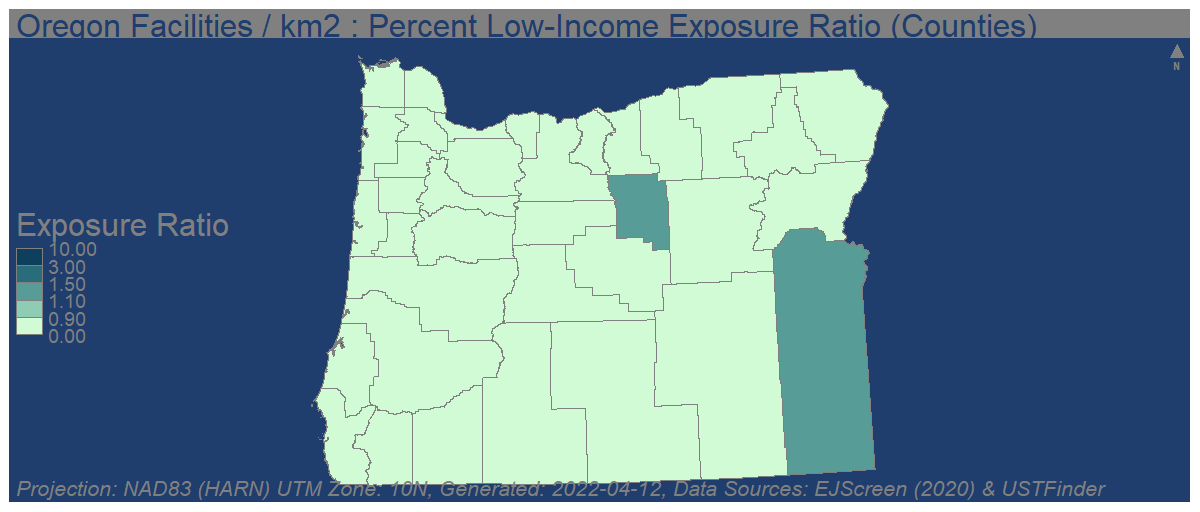 Oregon Facilities / km2 : Percent Low-Income Exposure Ratio (Counties)
N
Exposure Ratio
10.00
3.00
1.50
1.10
0.90
0.00
Projection: NAD83 (HARN) UTM Zone: 10N, Generated: 2022-04-12, Data Sources: EJScreen (2020) & USTFinder